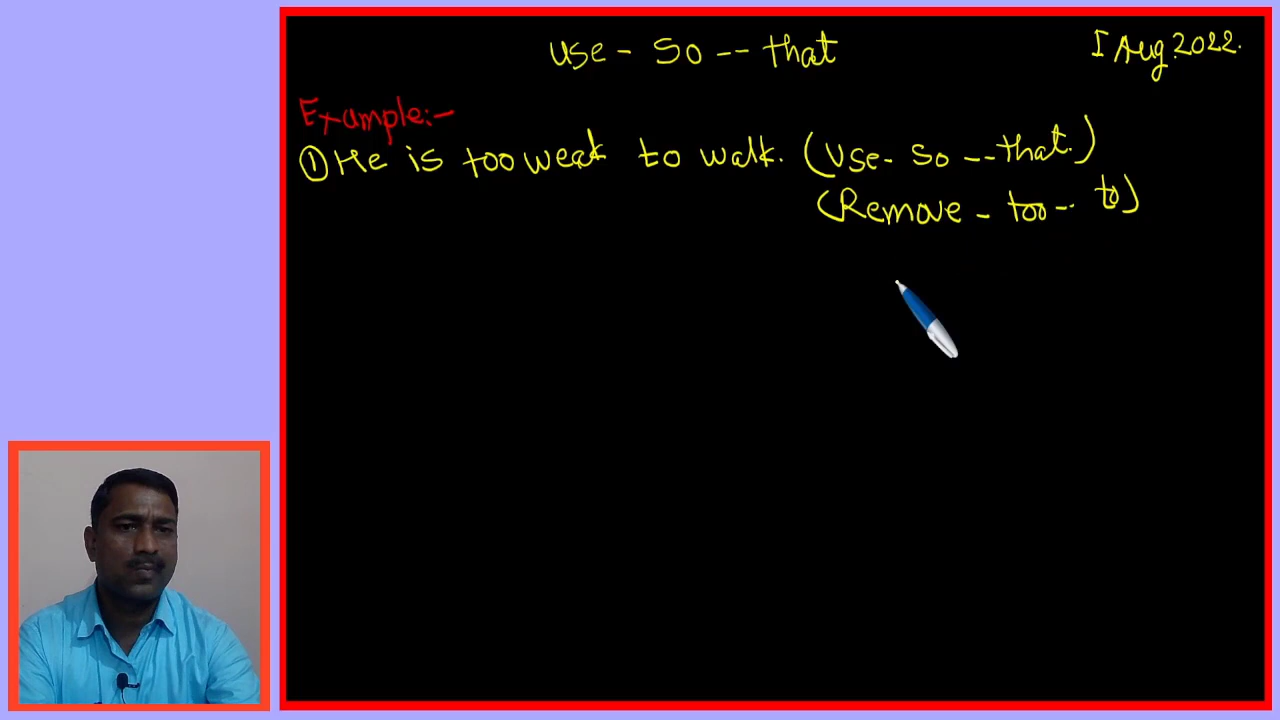 Use - So -- that
I Aug. 2022.
Example:-
① He is too weak to walk. (Use- So -- that.)
(Remove - too -- to)